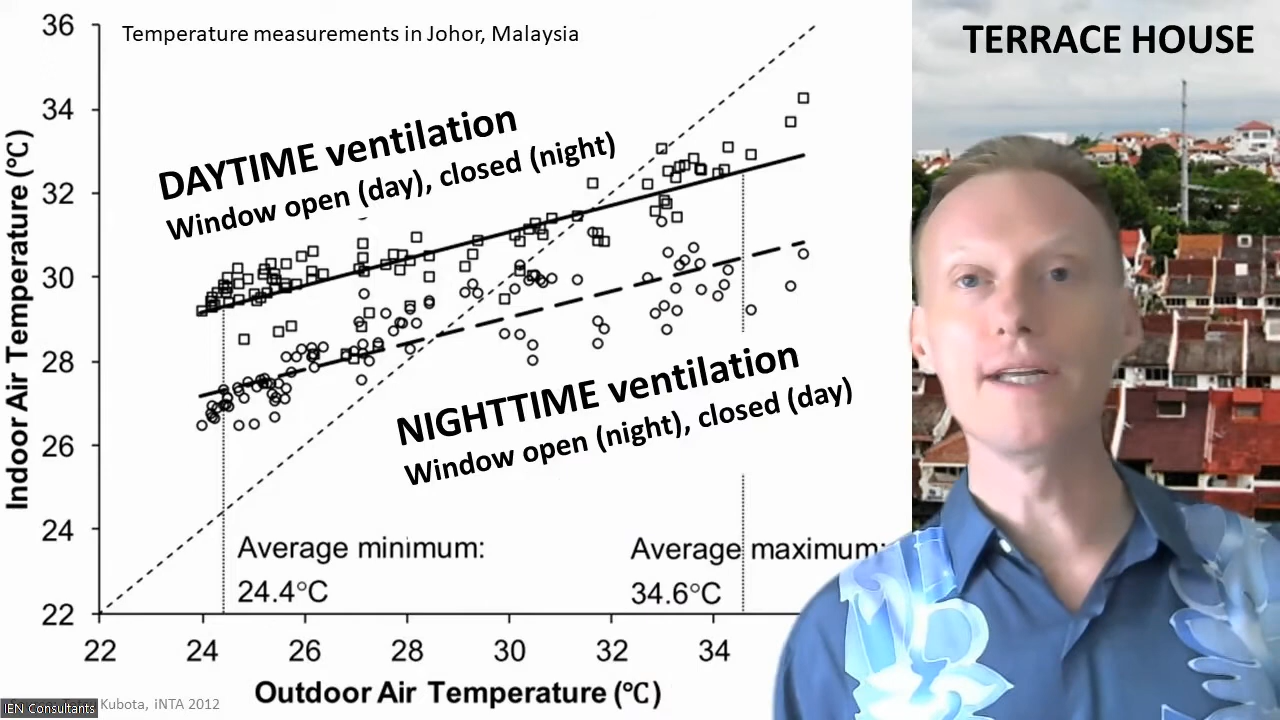 Temperature measurements in Johor, Malaysia
TERRACE HOUSE
DAYTIME ventilation
Window open (day), closed (night)
NIGHTTIME ventilation
Window open (night), closed (day)
Average minimum:
24.4°C
Average maximum:
34.6°C
Indoor Air Temperature (°C)
36
34
32
30
28
26
24
22
22
24
26
28
30
32
34
Outdoor Air Temperature (°C)
IEN Consultants
Kubota, iNTA 2012